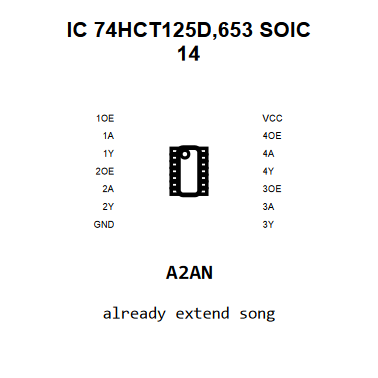 IC 74HCT125D,653 SOIC
14
1OE VCC
1A 4OE
1Y 4A
2OE 4Y
2A 3OE
2Y 3A
GND 3Y
A2AN
already extend song